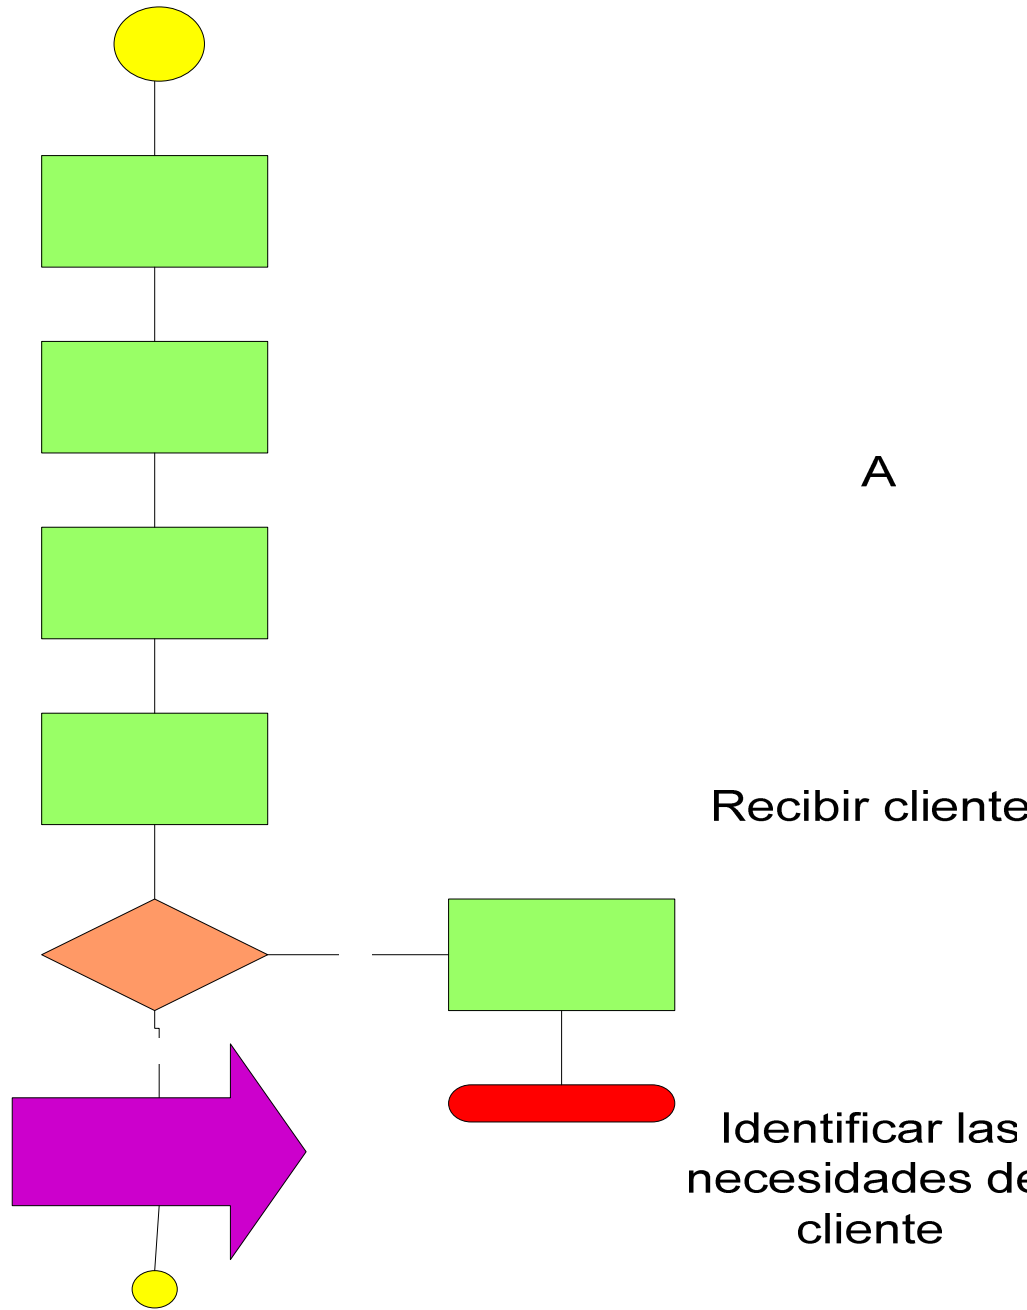 A
Recibir cliente
Identificar las
necesidades de
cliente